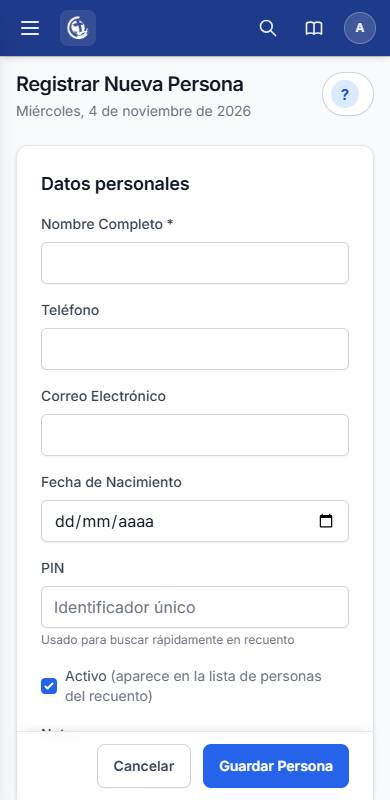 A
Registrar Nueva Persona
Miércoles, 4 de noviembre de 2026
?
Datos personales
Nombre Completo *
Teléfono
Correo Electrónico
Fecha de Nacimiento
dd/mm/aaaa
PIN
Identificador único
Usado para buscar rápidamente en recuento
Activo (aparece en la lista de personas
del recuento)
Cancelar
Guardar Persona